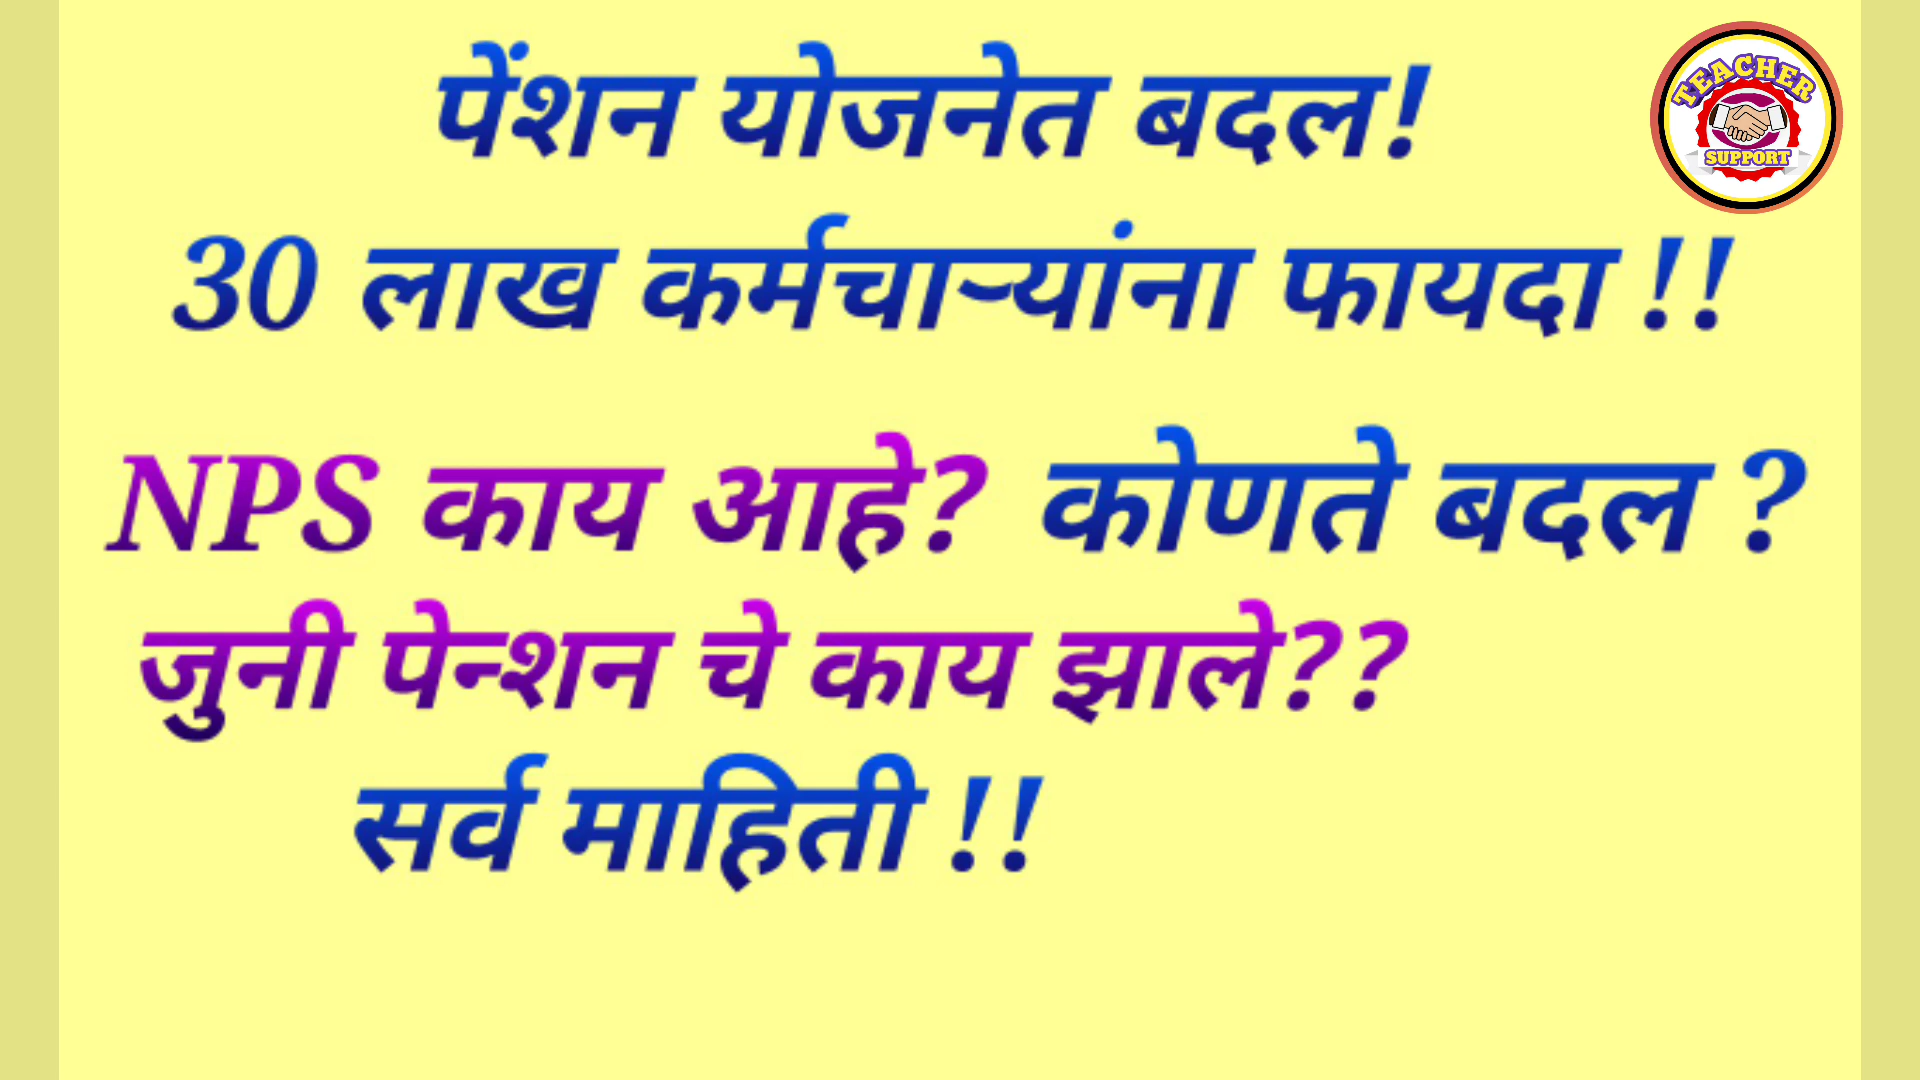 पेंशन योजनेत बदल!
TEACHER
SUPPORT
30 लाख कर्मचाऱ्यांना फायदा !!
NPS काय आहे? कोणते बदल ?
जुनी पेन्शन चे काय झाले??
सर्व माहिती !!